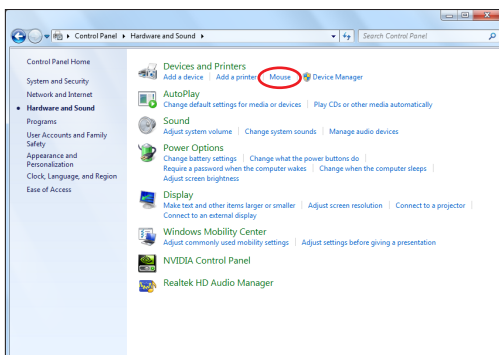 Control Panel ▸ Hardware and Sound ▸
Search Control Panel
Control Panel Home
System and Security
Network and Internet
Hardware and Sound
Programs
User Accounts and Family
Safety
Appearance and
Personalization
Clock, Language, and Region
Ease of Access
Devices and Printers
Add a device | Add a printer | Mouse | Device Manager
AutoPlay
Change default settings for media or devices | Play CDs or other media automatically
Sound
Adjust system volume | Change system sounds | Manage audio devices
Power Options
Change battery settings | Change what the power buttons do |
Require a password when the computer wakes | Change when the computer sleeps |
Adjust screen brightness
Display
Make text and other items larger or smaller | Adjust screen resolution | Connect to a projector |
Connect to an external display
Windows Mobility Center
Adjust commonly used mobility settings | Adjust settings before giving a presentation
NVIDIA Control Panel
Realtek HD Audio Manager